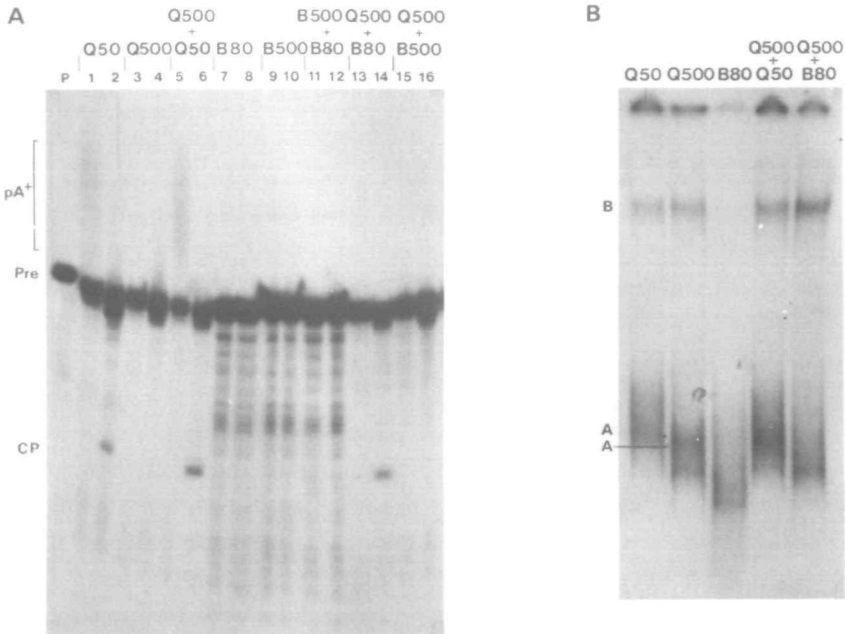 A
Q500 B500 Q500 Q500
+ + + +
Q50 Q500 Q50 B80 B500 B80 B80 B500
P 1 2 3 4 5 6 7 8 9 10 11 12 13 14 15 16
pA+
Pre
CP
B
Q500 Q500
+ +
Q50 Q500 B80 Q50 B80
B
A
A